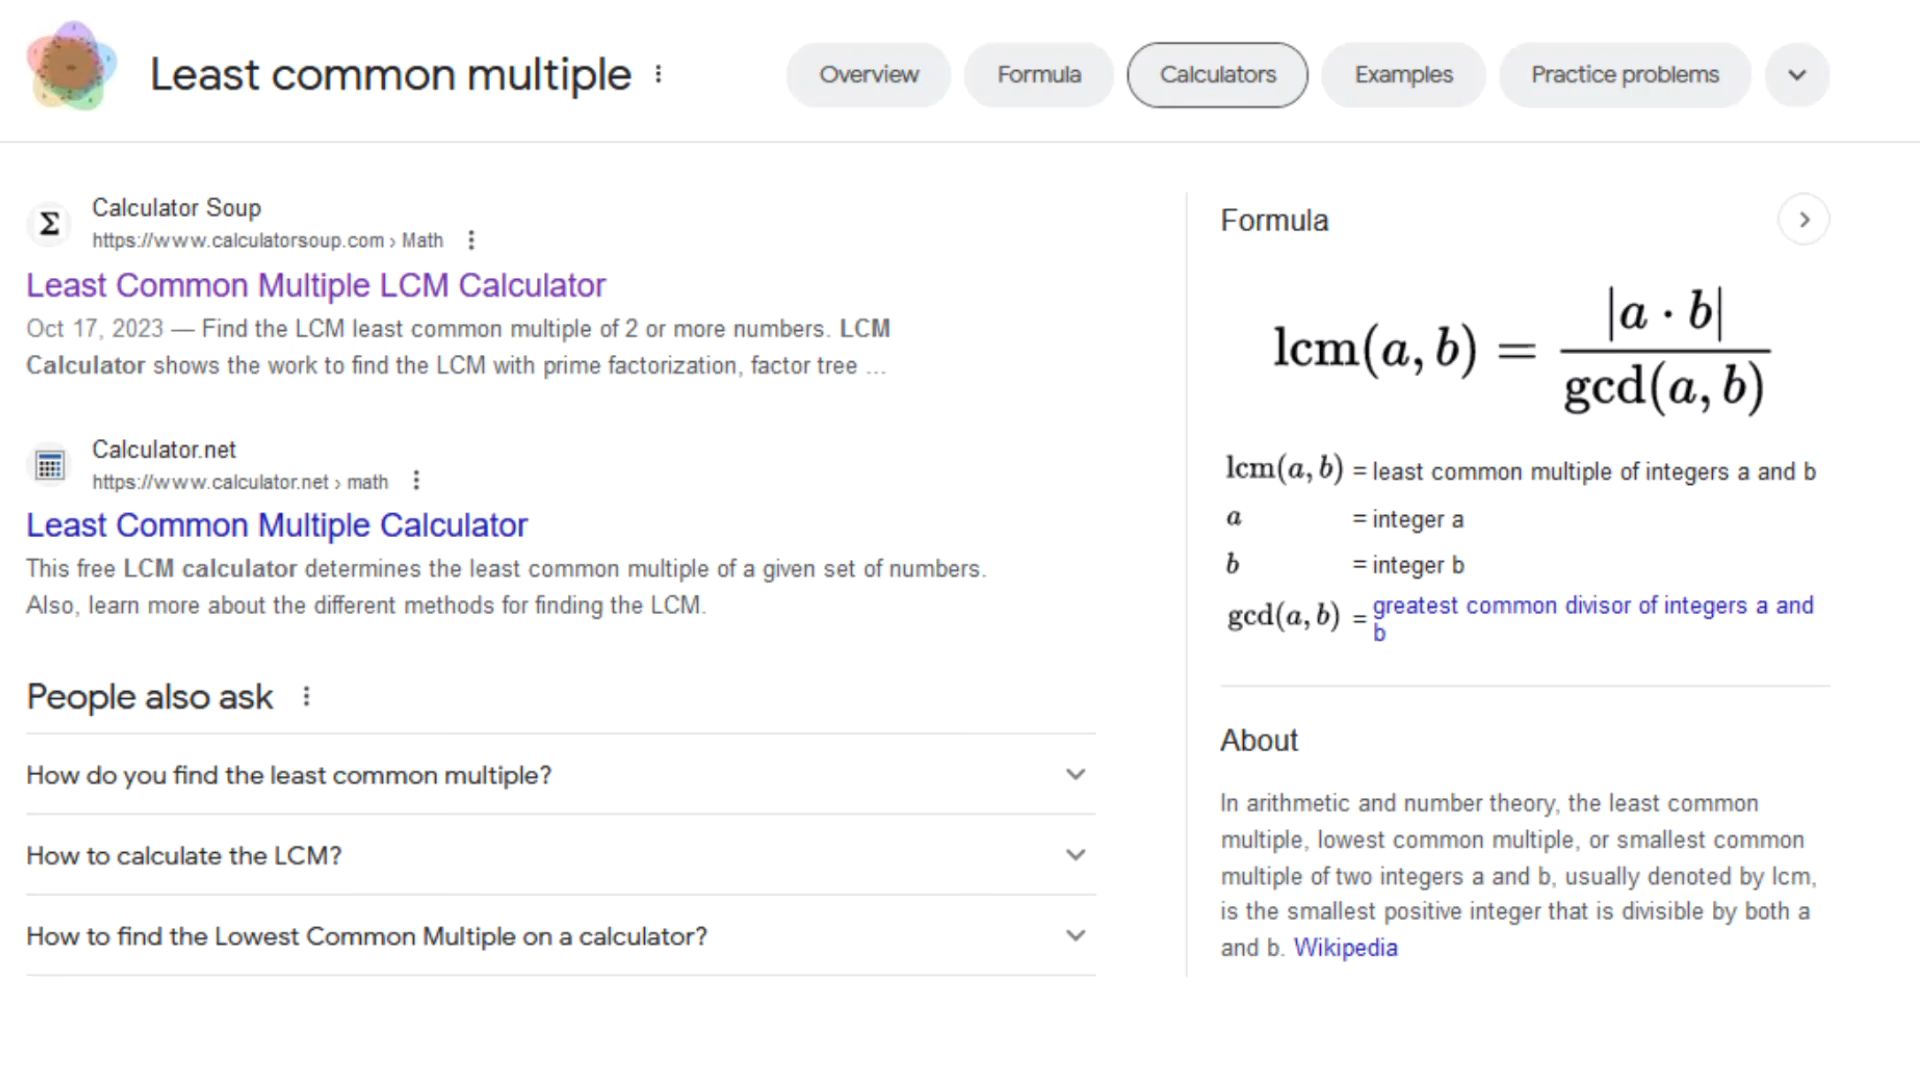 Least common multiple
Overview
Formula
Calculators
Examples
Practice problems
Σ
Calculator Soup
https://www.calculatorsoup.com › Math
Least Common Multiple LCM Calculator
Oct 17, 2023 — Find the LCM least common multiple of 2 or more numbers. LCM
Calculator shows the work to find the LCM with prime factorization, factor tree ...
Calculator.net
https://www.calculator.net › math
Least Common Multiple Calculator
This free LCM calculator determines the least common multiple of a given set of numbers.
Also, learn more about the different methods for finding the LCM.
People also ask
How do you find the least common multiple?
How to calculate the LCM?
How to find the Lowest Common Multiple on a calculator?
Formula
lcm(a, b) = |a · b| / gcd(a, b)
lcm(a, b) = least common multiple of integers a and b
a = integer a
b = integer b
gcd(a, b) = greatest common divisor of integers a and
b
About
In arithmetic and number theory, the least common
multiple, lowest common multiple, or smallest common
multiple of two integers a and b, usually denoted by lcm,
is the smallest positive integer that is divisible by both a
and b. Wikipedia